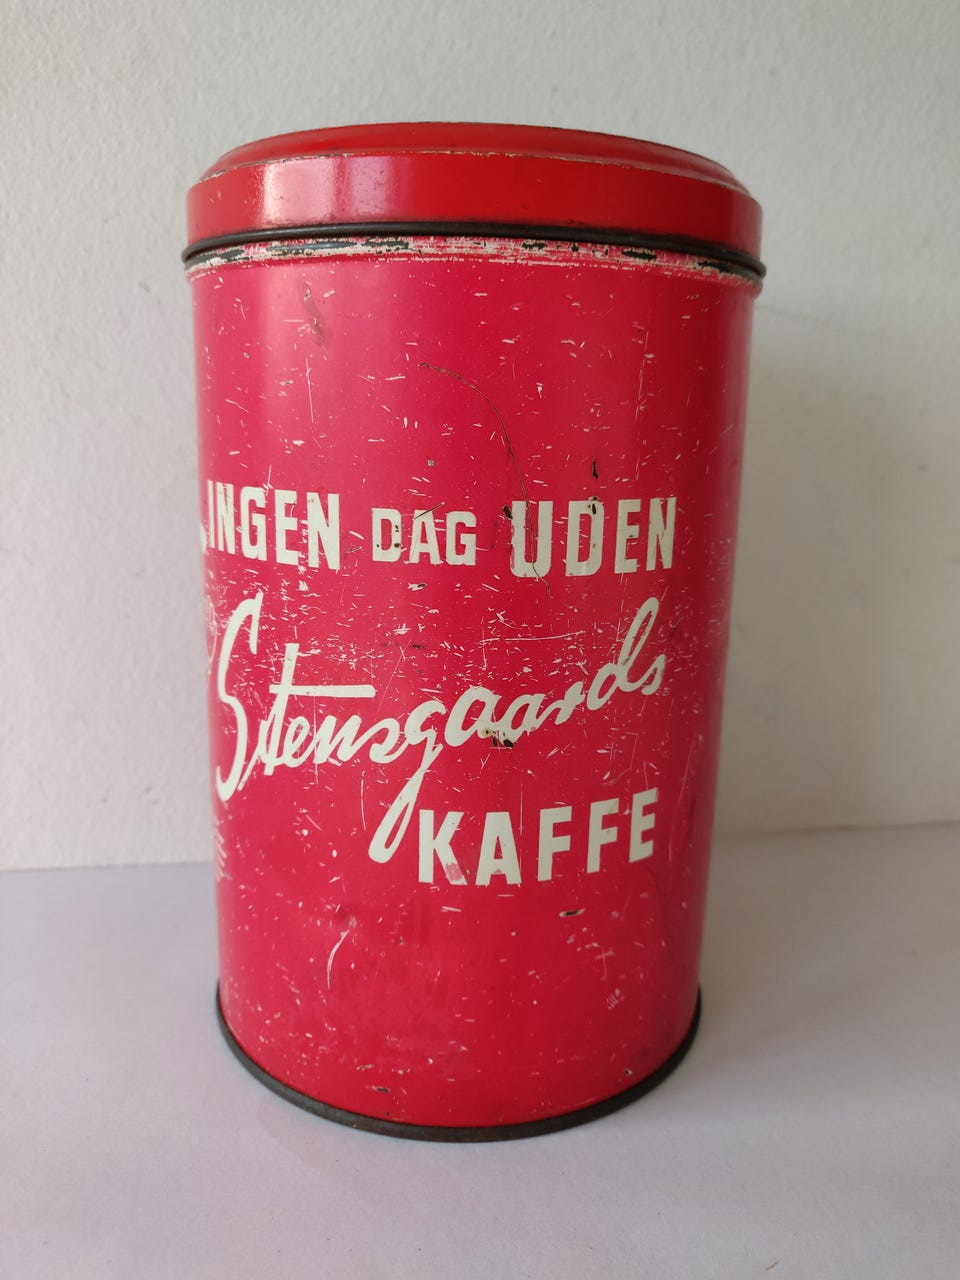 INGEN DAG UDEN
Stensgaards
KAFFE